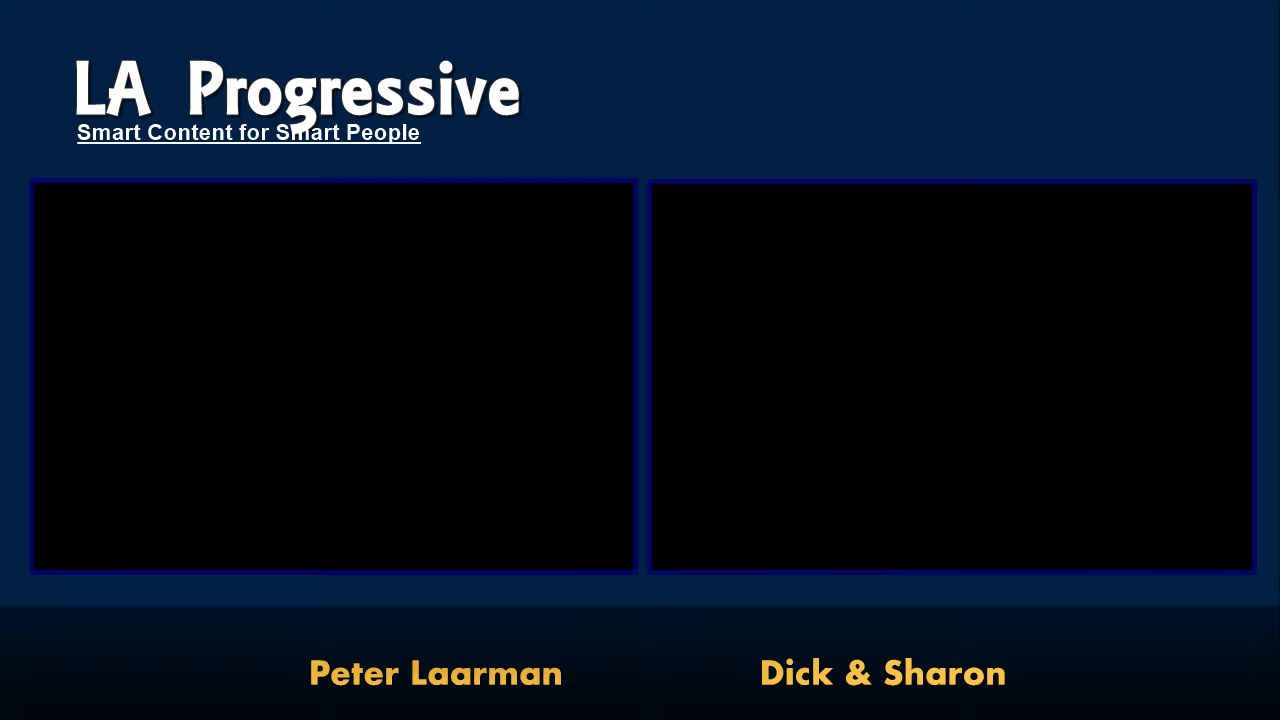 LA Progressive
Smart Content for Smart People
Peter Laarman
Dick & Sharon